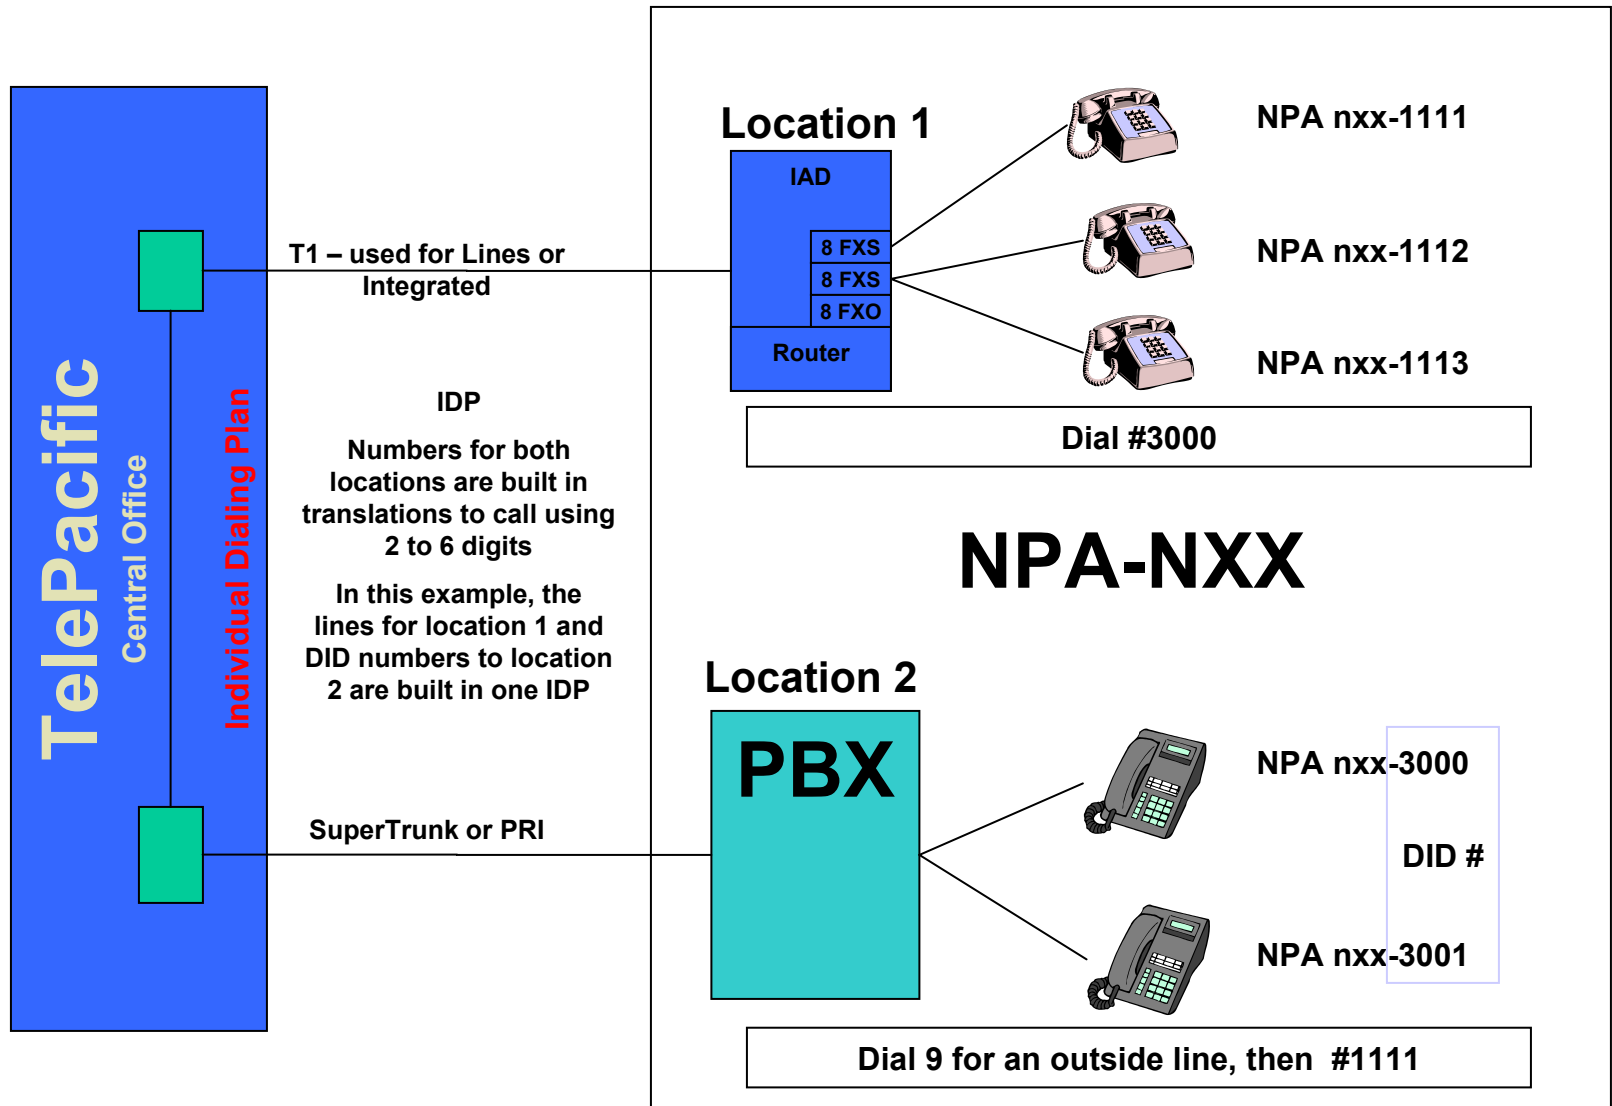 TelePacific
Central Office
Individual Dialing Plan
T1 – used for Lines or
Integrated
IDP
Numbers for both
locations are built in
translations to call using
2 to 6 digits
In this example, the
lines for location 1 and
DID numbers to location
2 are built in one IDP
SuperTrunk or PRI
Location 1
IAD
8 FXS
8 FXS
8 FXO
Router
NPA nxx-1111
NPA nxx-1112
NPA nxx-1113
Dial #3000
NPA-NXX
Location 2
PBX
NPA nxx-3000
DID #
NPA nxx-3001
Dial 9 for an outside line, then #1111